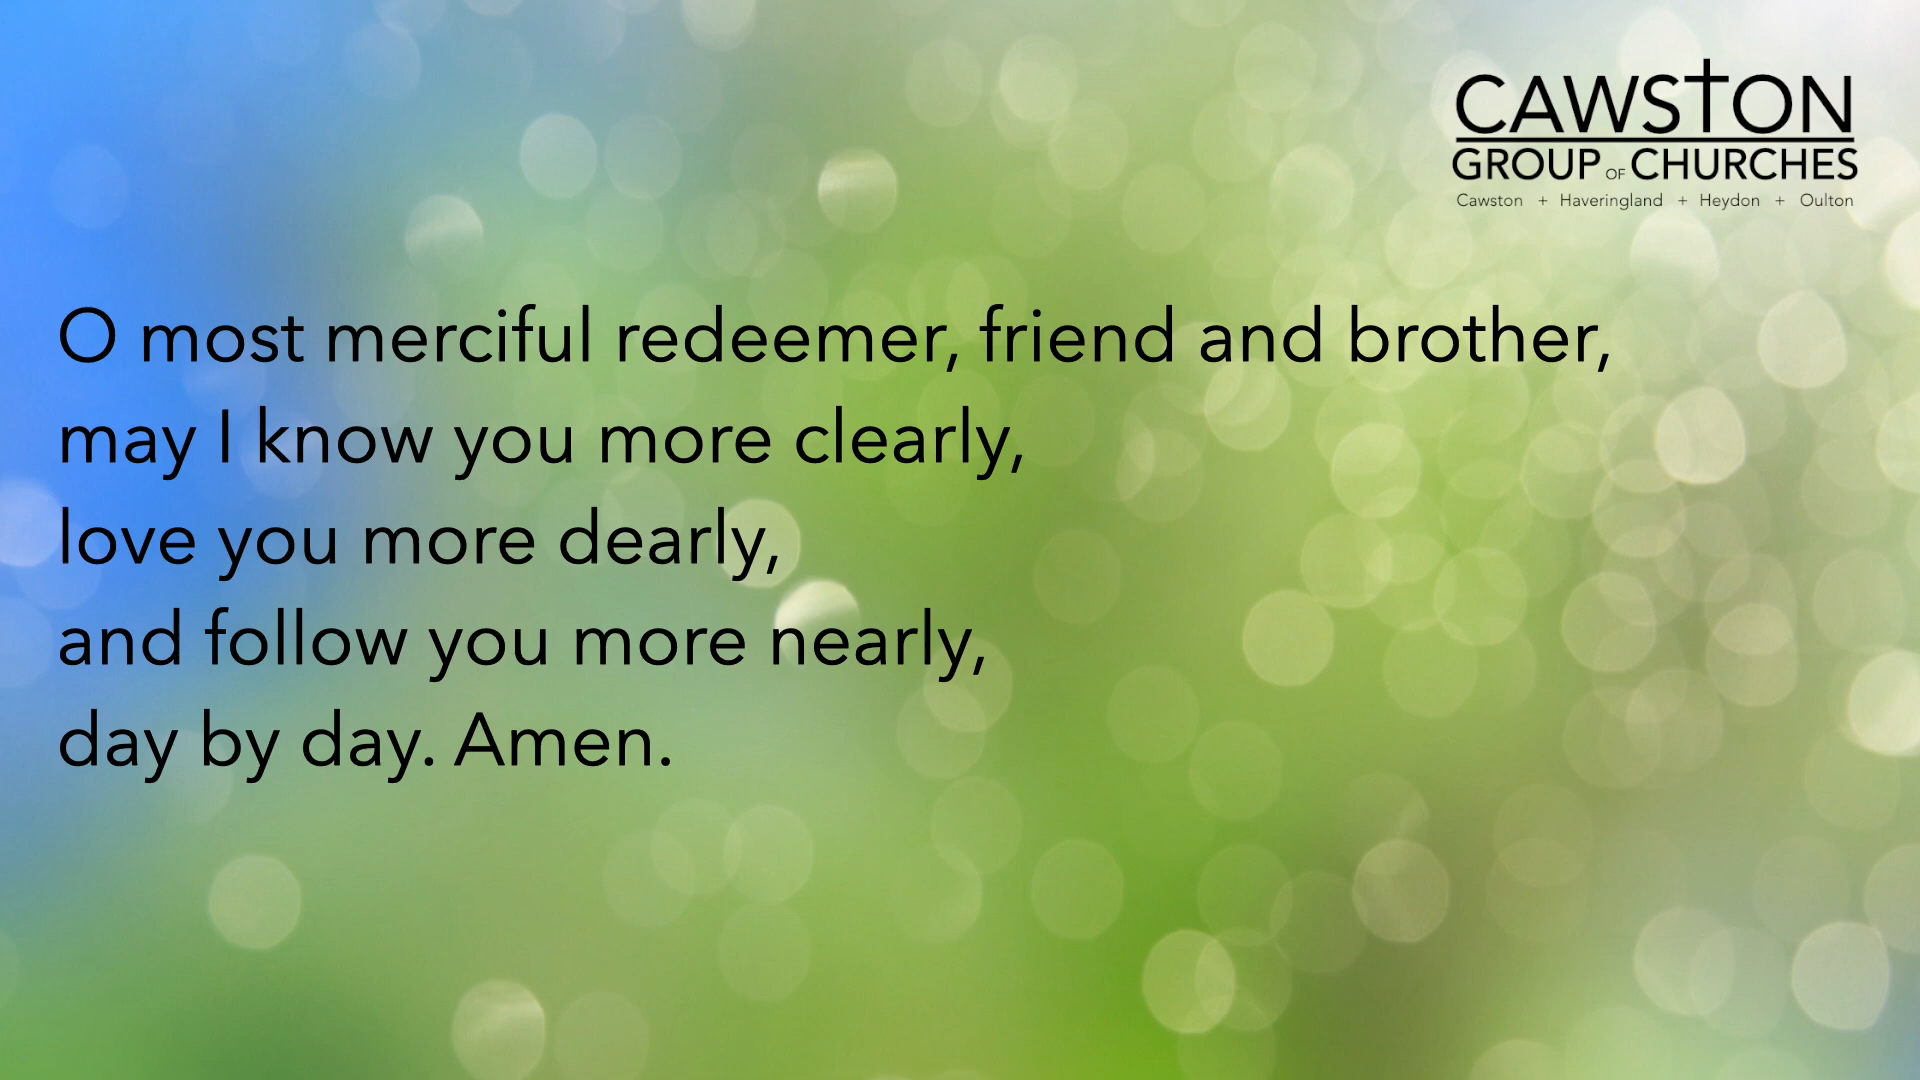 CAWSTON
GROUP OF CHURCHES
Cawston + Haveringland + Heydon + Oulton
O most merciful redeemer, friend and brother,
may I know you more clearly,
love you more dearly,
and follow you more nearly,
day by day. Amen.